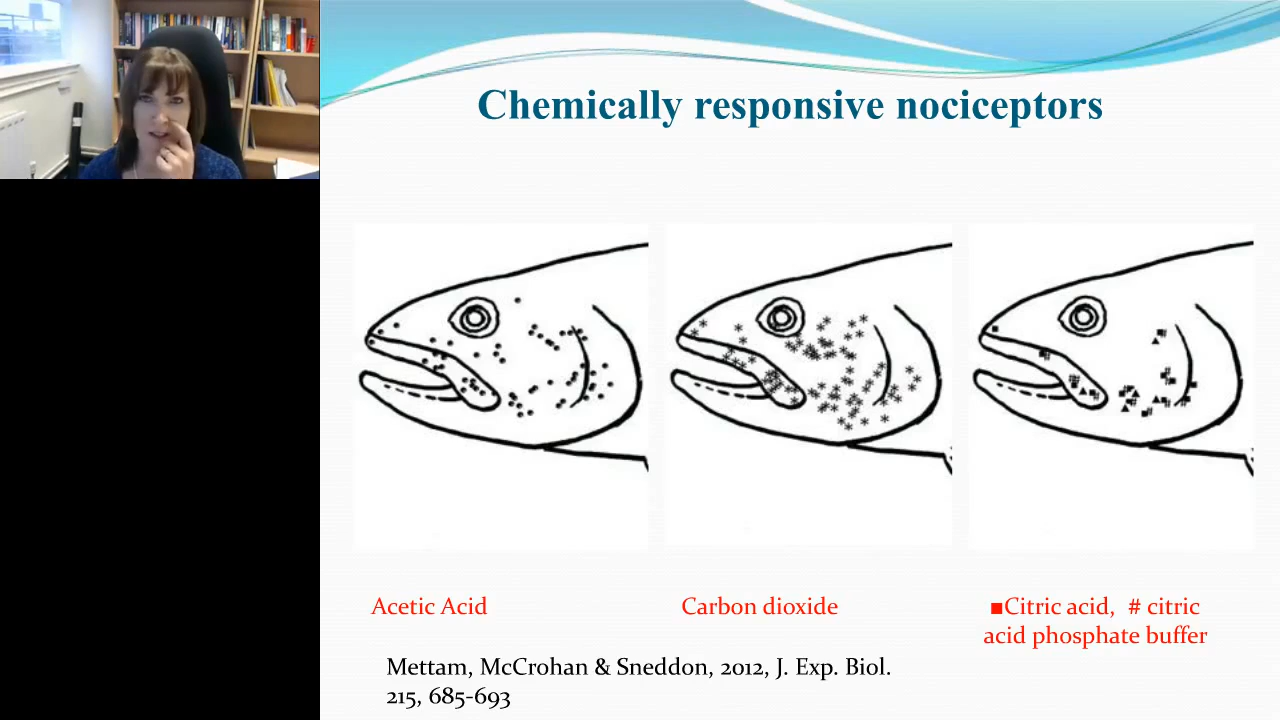 Chemically responsive nociceptors
Acetic Acid
Carbon dioxide
■Citric acid, # citric
acid phosphate buffer
Mettam, McCrohan & Sneddon, 2012, J. Exp. Biol.
215, 685-693